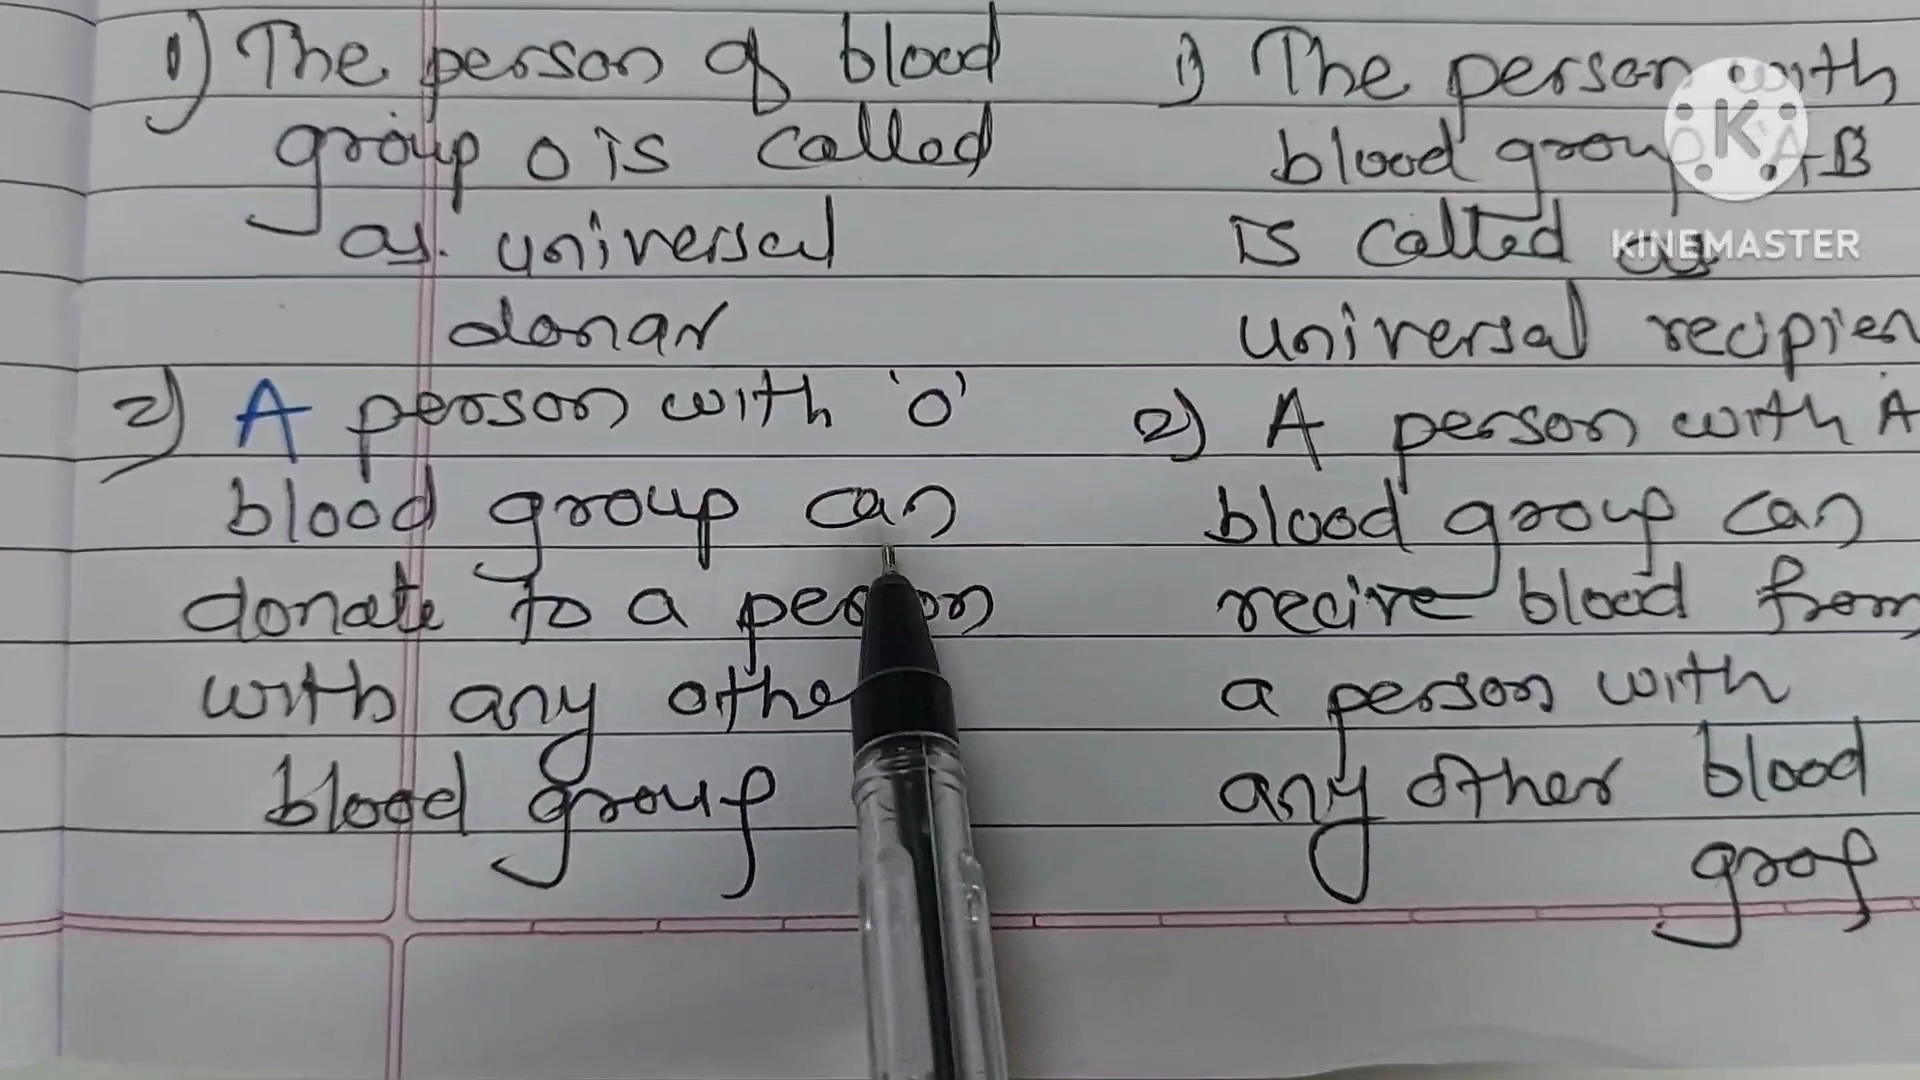 1) The person of blood
group O is called
as. universal
donar
2) A person with 'O'
blood group can
donate to a person
with any othe
blood group
1) The person with
blood group AB
is called as
universal recipien
2) A person with A
blood group can
recive blood from
a person with
any other blood
grop
K
KINEMASTER